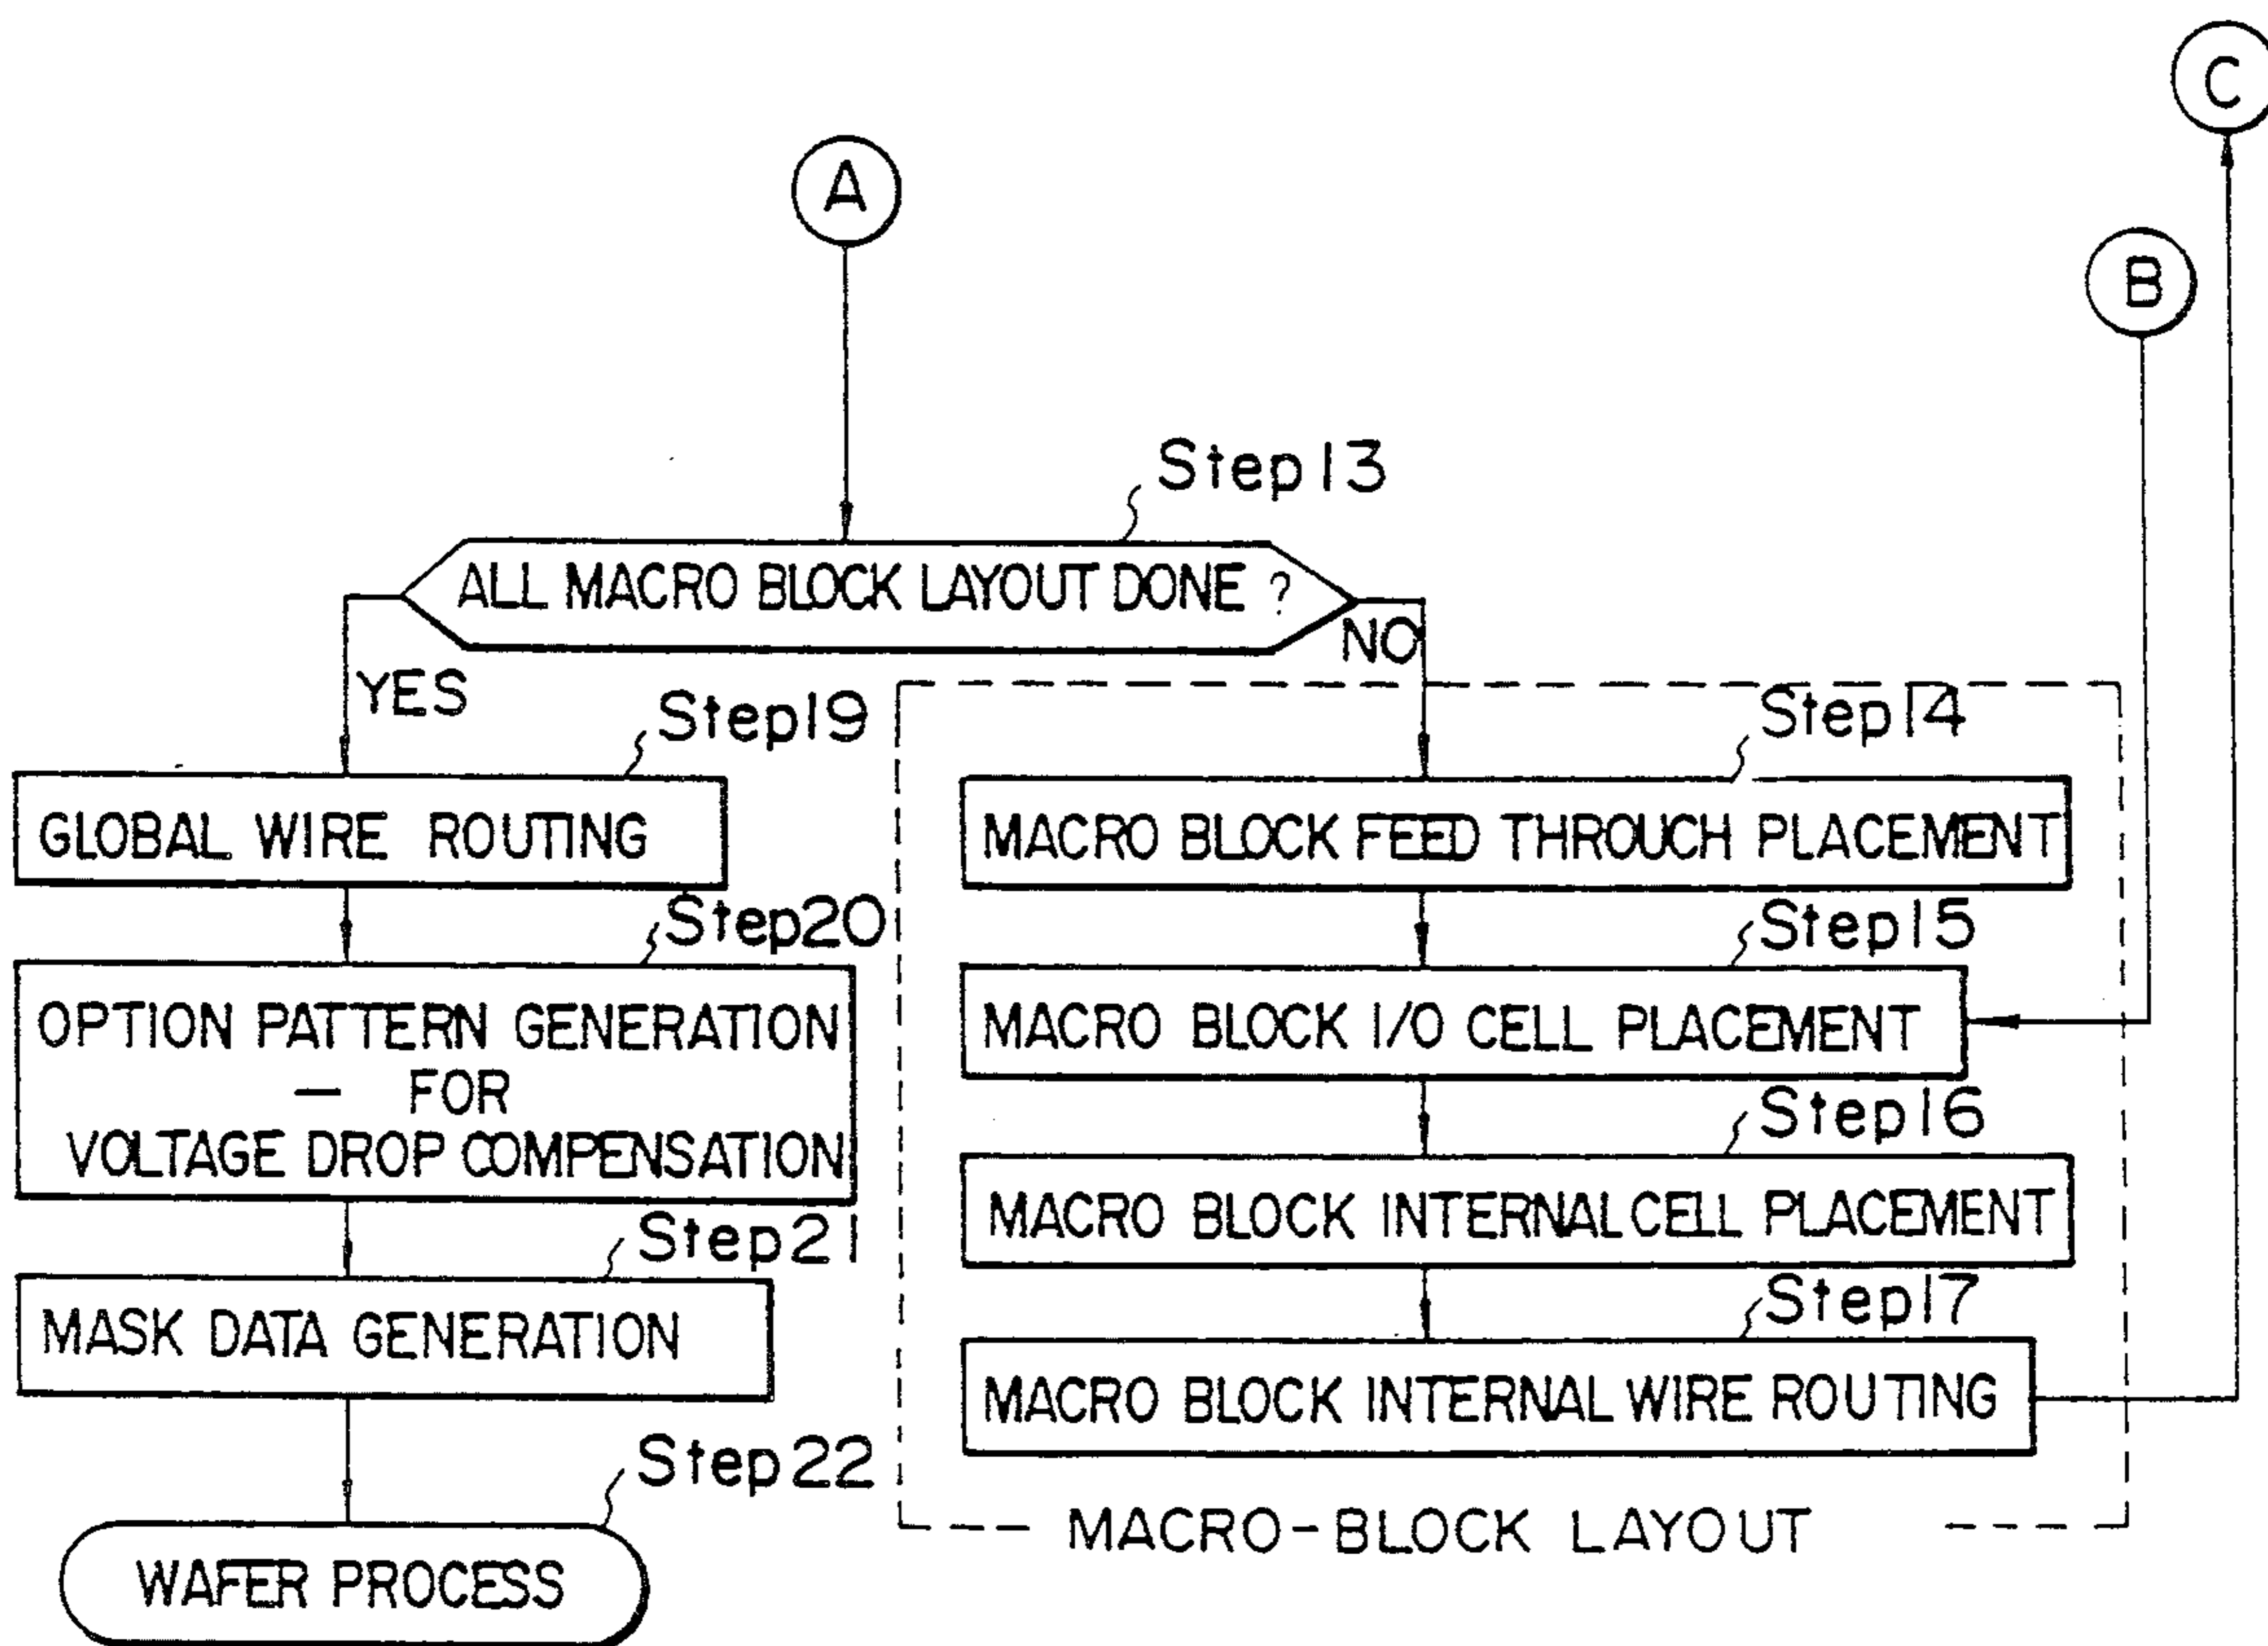 C
A
B
Step13
ALL MACRO BLOCK LAYOUT DONE ?
NO
YES
Step19
GLOBAL WIRE ROUTING
Step20
OPTION PATTERN GENERATION
— FOR
VOLTAGE DROP COMPENSATION
Step21
MASK DATA GENERATION
Step22
WAFER PROCESS
Step14
MACRO BLOCK FEED THROUCH PLACEMENT
Step15
MACRO BLOCK I/O CELL PLACEMENT
Step16
MACRO BLOCK INTERNAL CELL PLACEMENT
Step17
MACRO BLOCK INTERNAL WIRE ROUTING
MACRO-BLOCK LAYOUT